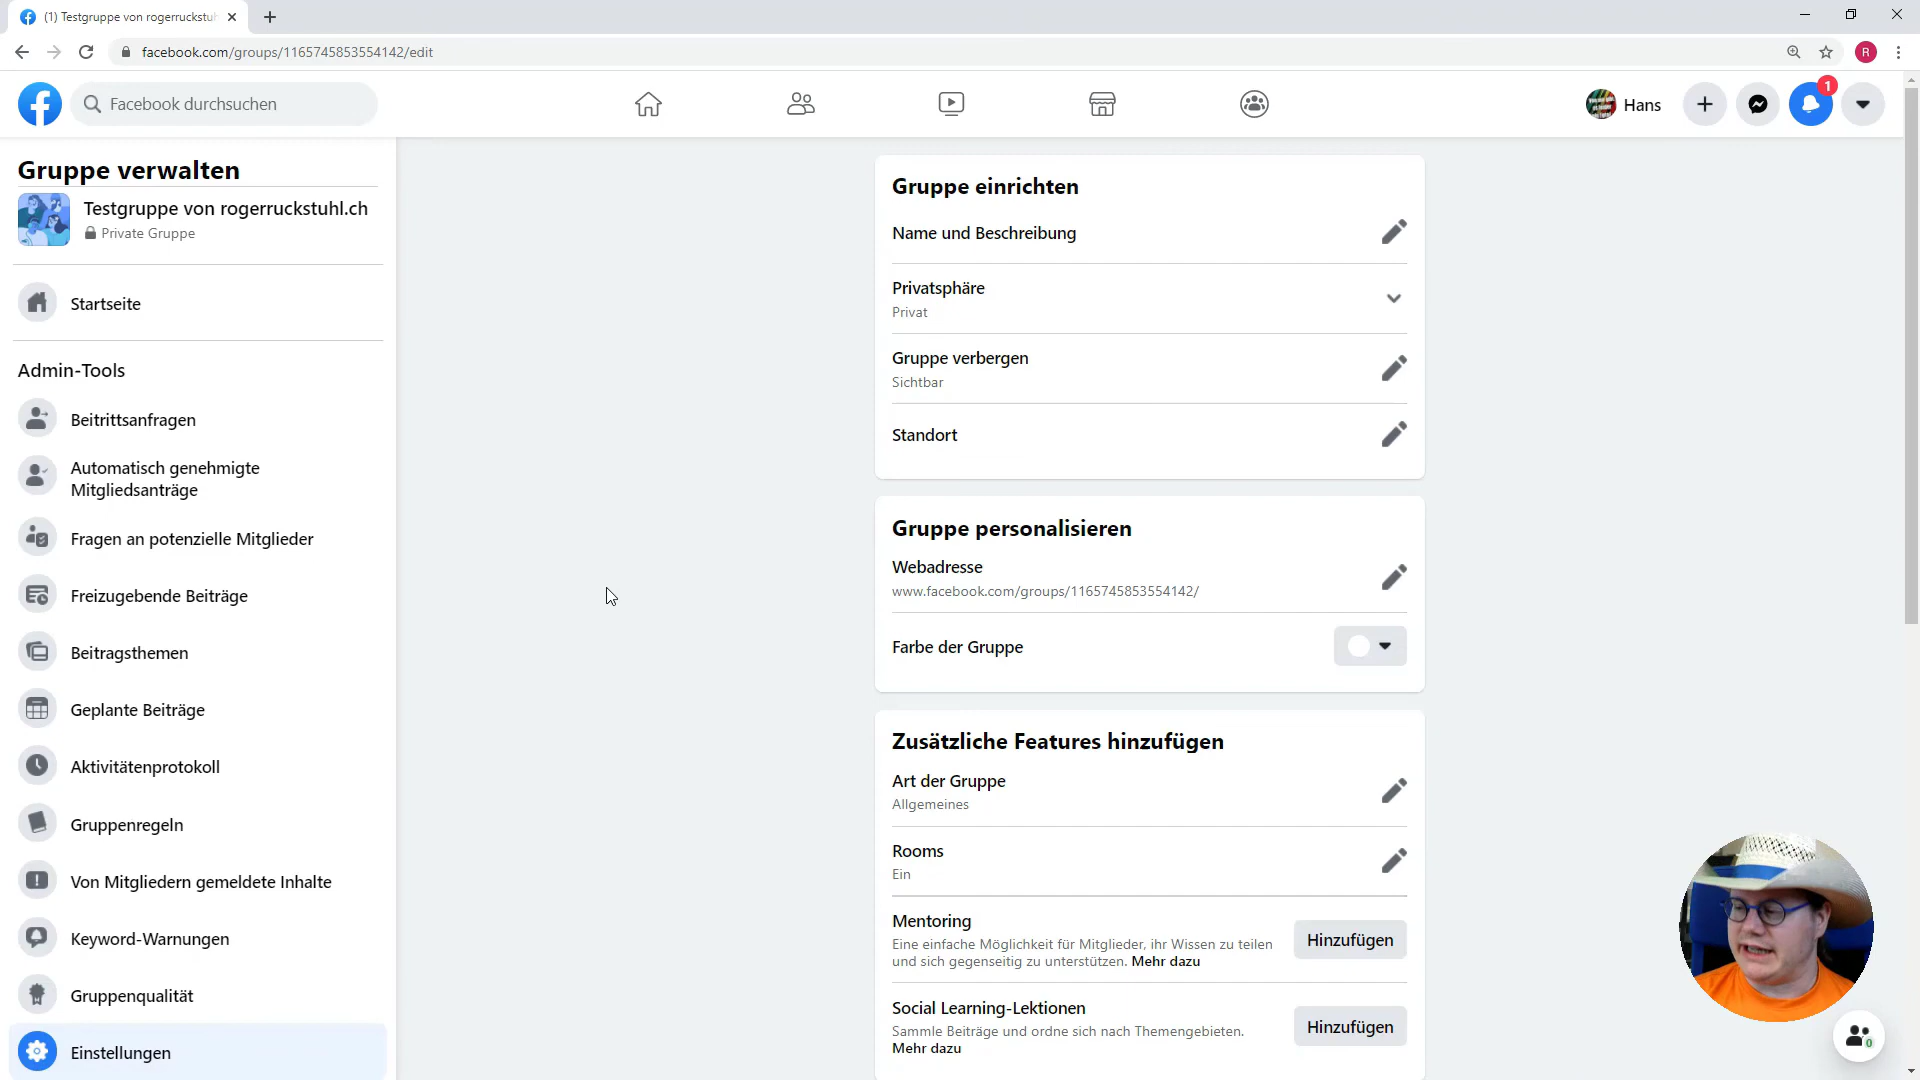 (1) Testgruppe von rogerruckstuh
facebook.com/groups/1165745853554142/edit
R
Facebook durchsuchen
Hans
1
Gruppe verwalten
Testgruppe von rogerruckstuhl.ch
Private Gruppe
Startseite
Admin-Tools
Beitrittsanfragen
Automatisch genehmigte
Mitgliedsanträge
Fragen an potenzielle Mitglieder
Freizugebende Beiträge
Beitragsthemen
Geplante Beiträge
Aktivitätenprotokoll
Gruppenregeln
Von Mitgliedern gemeldete Inhalte
Keyword-Warnungen
Gruppenqualität
Einstellungen
Gruppe einrichten
Name und Beschreibung
Privatsphäre
Privat
Gruppe verbergen
Sichtbar
Standort
Gruppe personalisieren
Webadresse
www.facebook.com/groups/1165745853554142/
Farbe der Gruppe
Zusätzliche Features hinzufügen
Art der Gruppe
Allgemeines
Rooms
Ein
Mentoring
Eine einfache Möglichkeit für Mitglieder, ihr Wissen zu teilen
und sich gegenseitig zu unterstützen. Mehr dazu
Hinzufügen
Social Learning-Lektionen
Sammle Beiträge und ordne sich nach Themengebieten.
Mehr dazu
Hinzufügen
0